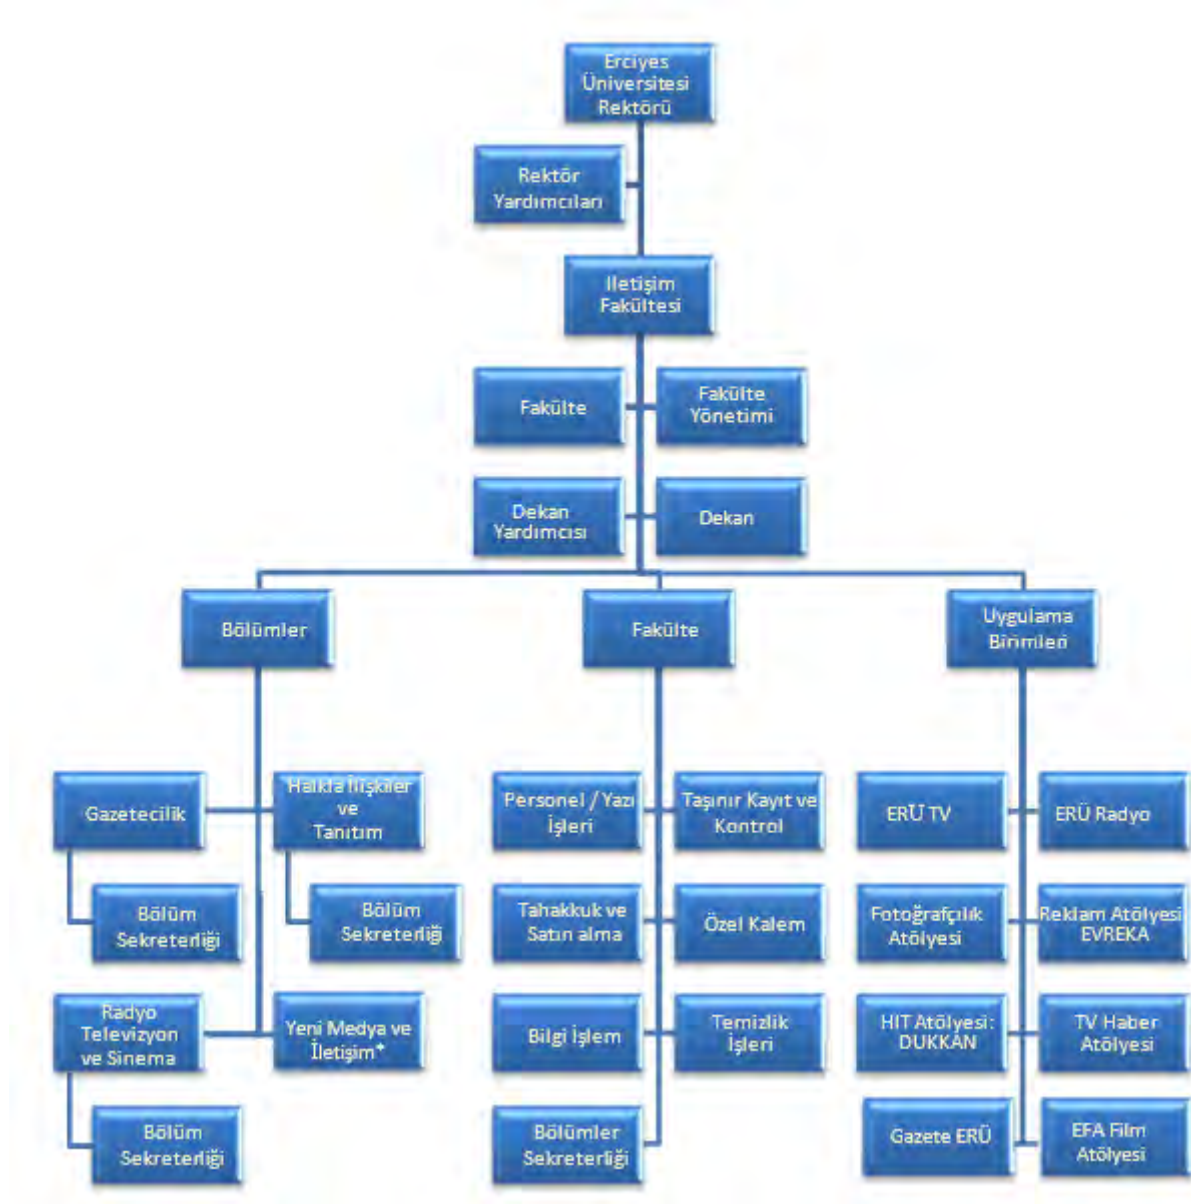 Erciyes
Üniversitesi
Rektörü
Rektör
Yardımcıları
İletişim
Fakültesi
Fakülte
Fakülte
Yönetimi
Dekan
Yardımcısı
Dekan
Bölümler
Fakülte
Uygulama
Birimleri
Gazetecilik
Halkla İlişkiler
ve
Tanıtım
Bölüm
Sekreterliği
Bölüm
Sekreterliği
Radyo
Televizyon
ve Sinema
Yeni Medya ve
İletişim*
Bölüm
Sekreterliği
Personel / Yazı
İşleri
Taşınır Kayıt ve
Kontrol
Tahakkuk ve
Satın alma
Özel Kalem
Bilgi İşlem
Temizlik
İşleri
Bölümler
Sekreterliği
ERÜ TV
ERÜ Radyo
Fotoğrafçılık
Atölyesi
Reklam Atölyesi
EVREKA
HIT Atölyesi:
DUKKAN
TV Haber
Atölyesi
Gazete ERÜ
EFA Film
Atölyesi